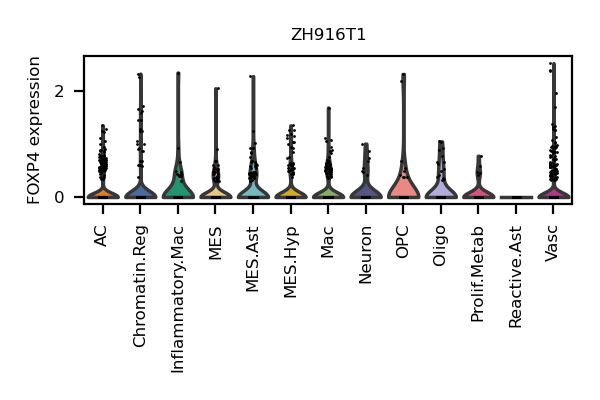 ZH916T1
FOXP4 expression
2
0
AC
Chromatin.Reg
Inflammatory.Mac
MES
MES.Ast
MES.Hyp
Mac
Neuron
OPC
Oligo
Prolif.Metab
Reactive.Ast
Vasc